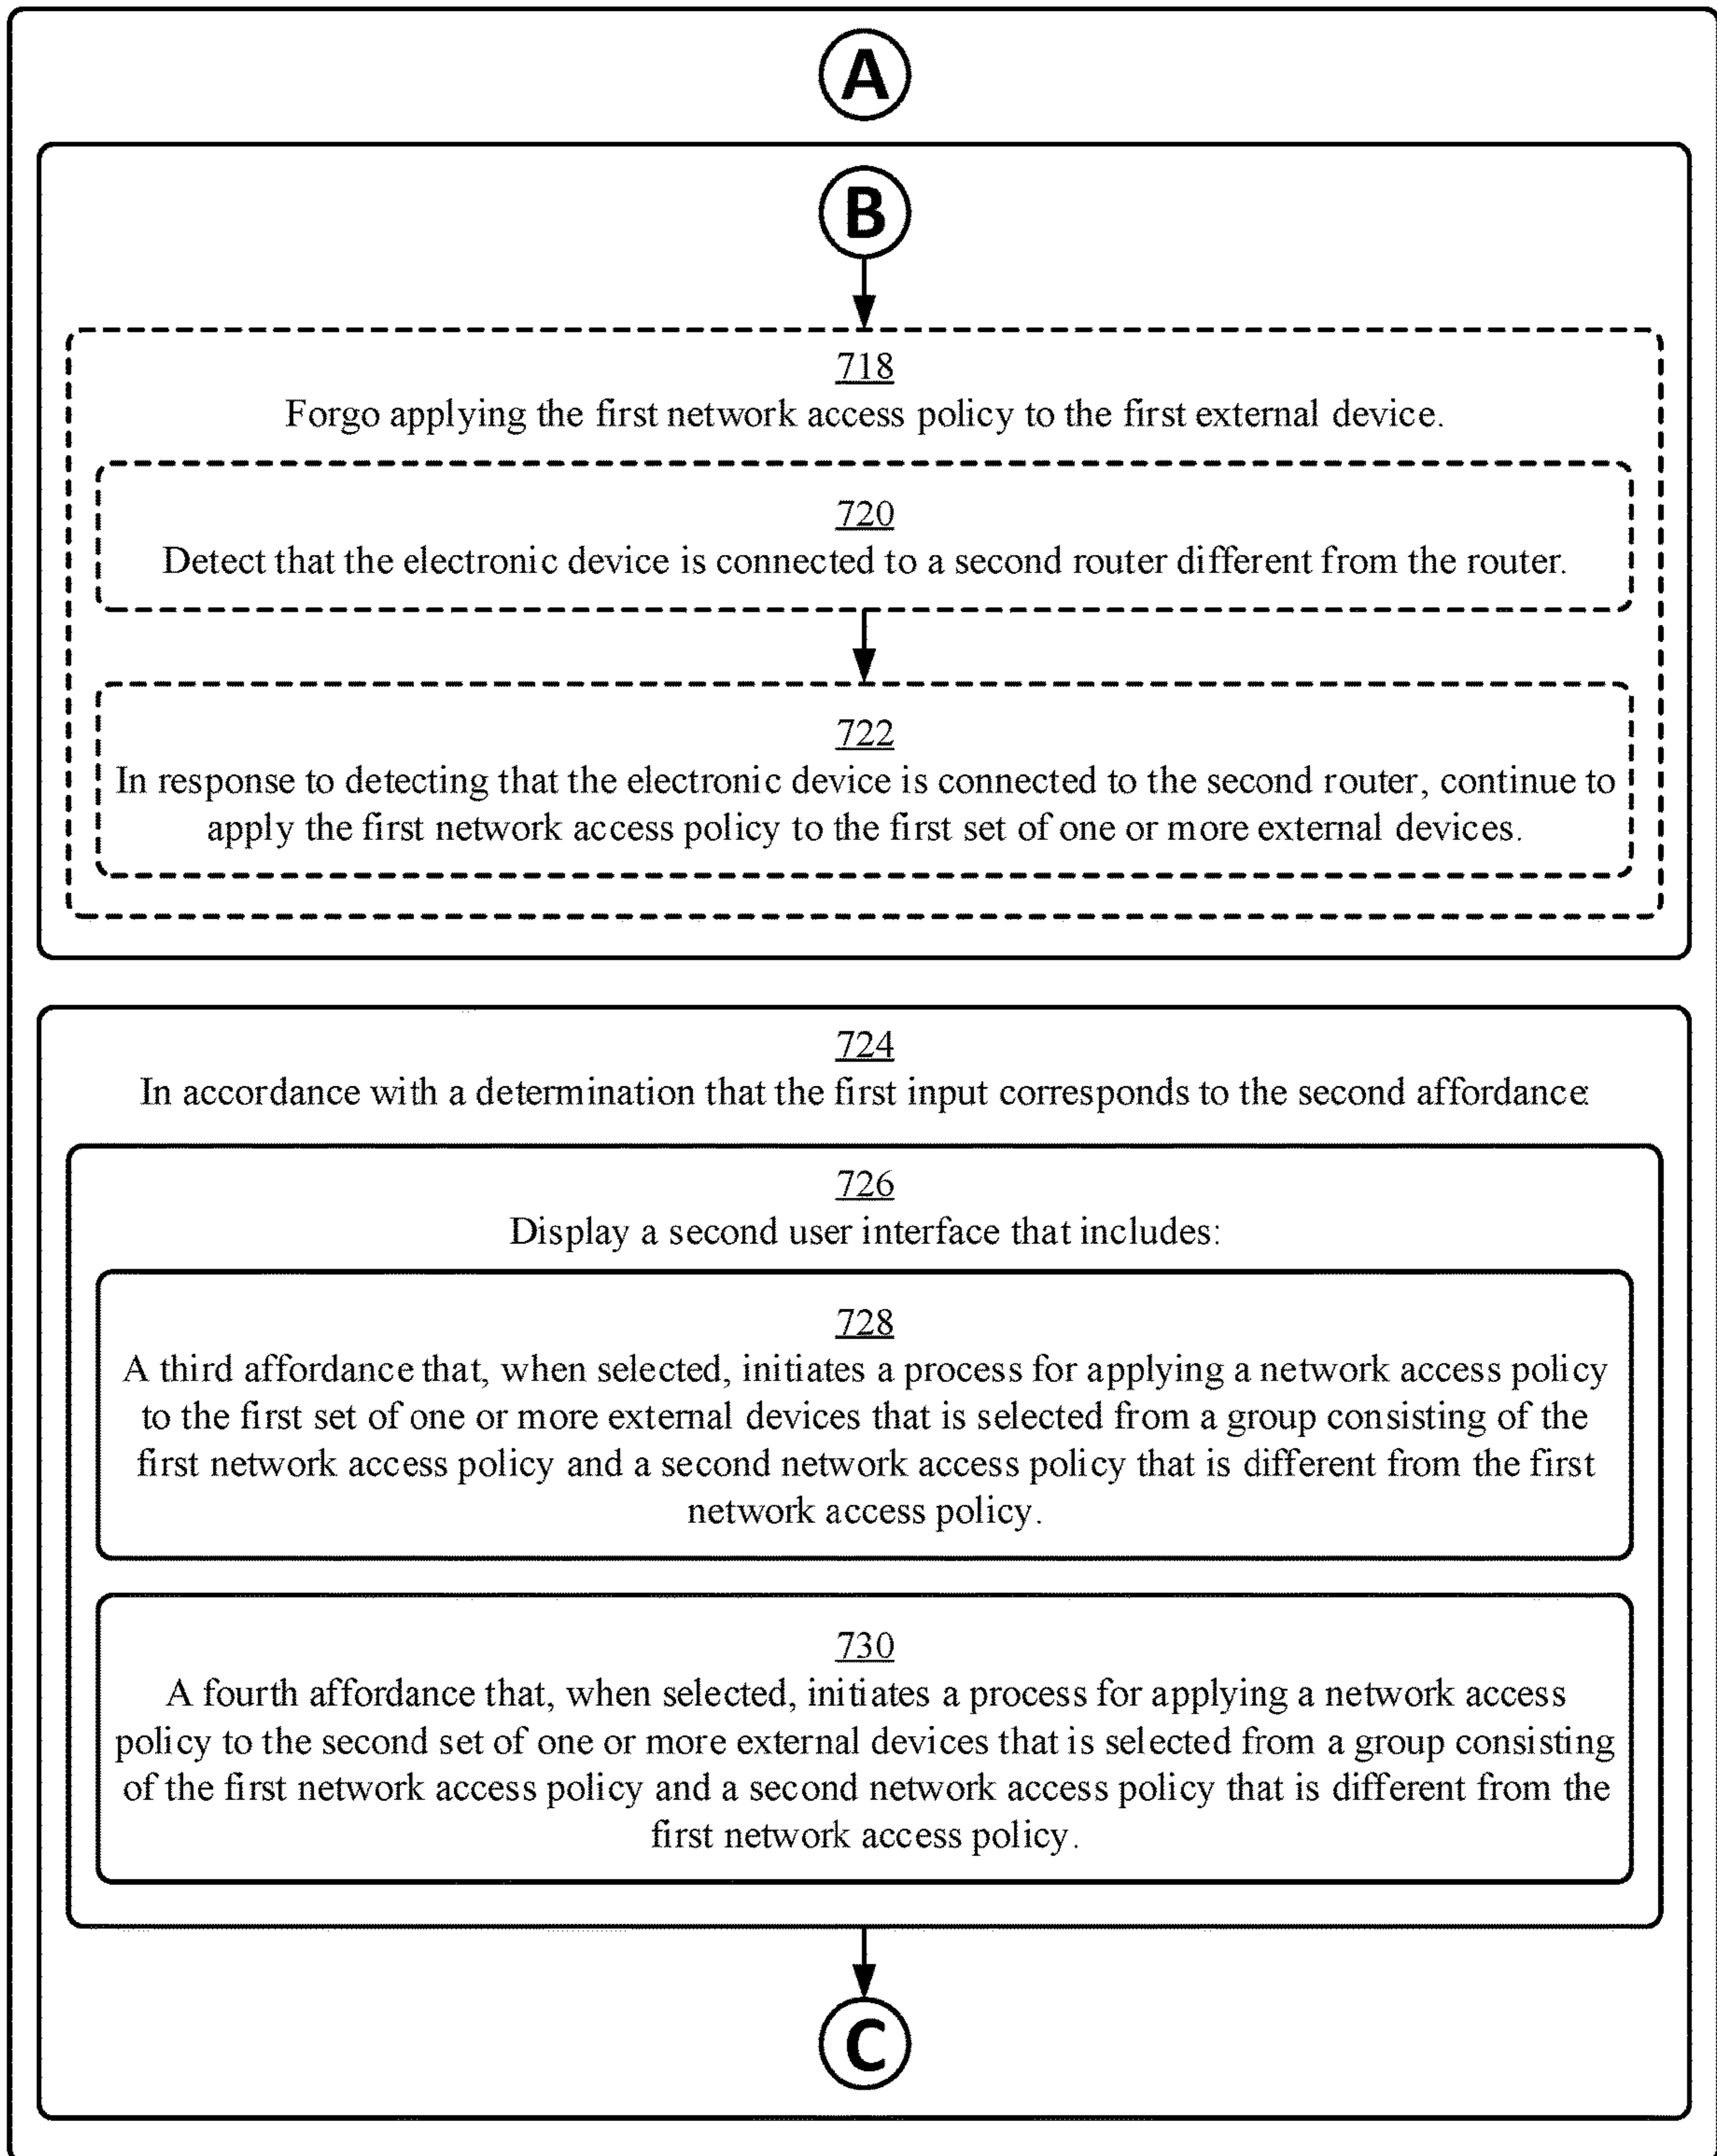 A
B
718
Forgo applying the first network access policy to the first external device.
720
Detect that the electronic device is connected to a second router different from the router.
722
In response to detecting that the electronic device is connected to the second router, continue to
apply the first network access policy to the first set of one or more external devices.
724
In accordance with a determination that the first input corresponds to the second affordance:
726
Display a second user interface that includes:
728
A third affordance that, when selected, initiates a process for applying a network access policy
to the first set of one or more external devices that is selected from a group consisting of the
first network access policy and a second network access policy that is different from the first
network access policy.
730
A fourth affordance that, when selected, initiates a process for applying a network access
policy to the second set of one or more external devices that is selected from a group consisting
of the first network access policy and a second network access policy that is different from the
first network access policy.
C